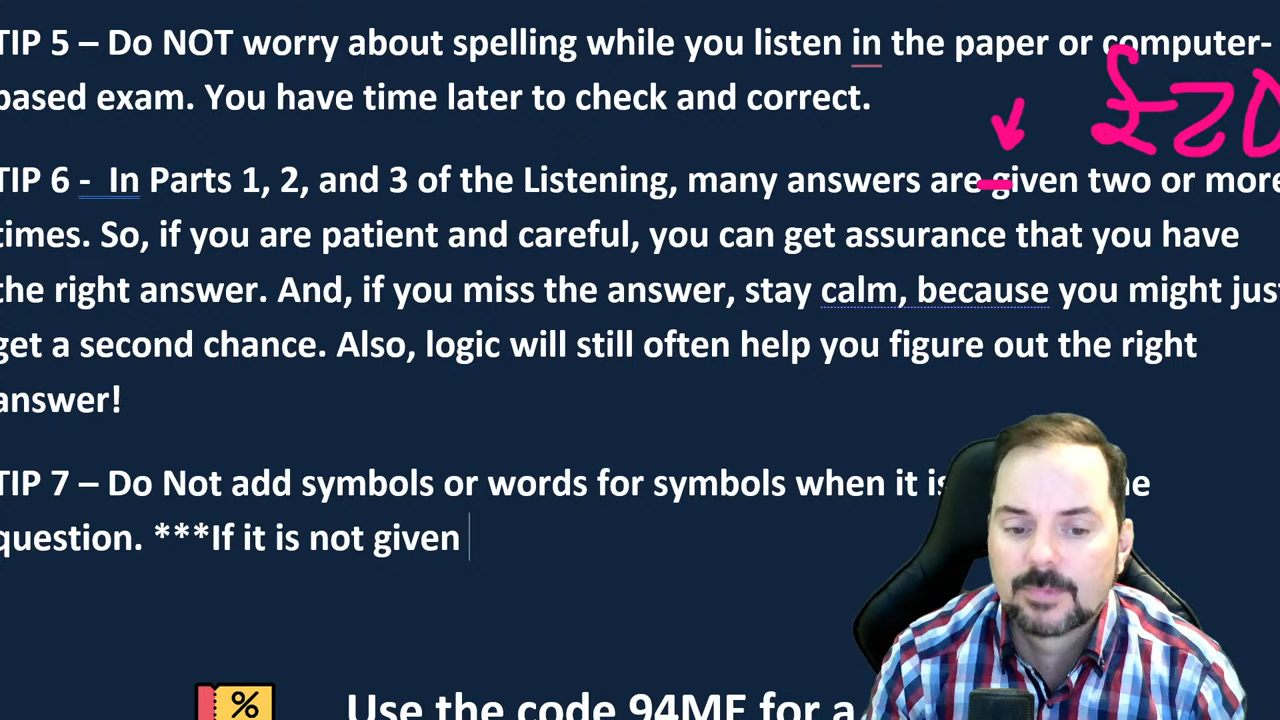 TIP 5 – Do NOT worry about spelling while you listen in the paper or computer-
based exam. You have time later to check and correct.
£20
TIP 6 - In Parts 1, 2, and 3 of the Listening, many answers are given two or more
times. So, if you are patient and careful, you can get assurance that you have
the right answer. And, if you miss the answer, stay calm, because you might just
get a second chance. Also, logic will still often help you figure out the right
answer!
TIP 7 – Do Not add symbols or words for symbols when it is
question. ***If it is not given
%
Use the code 94MF for a